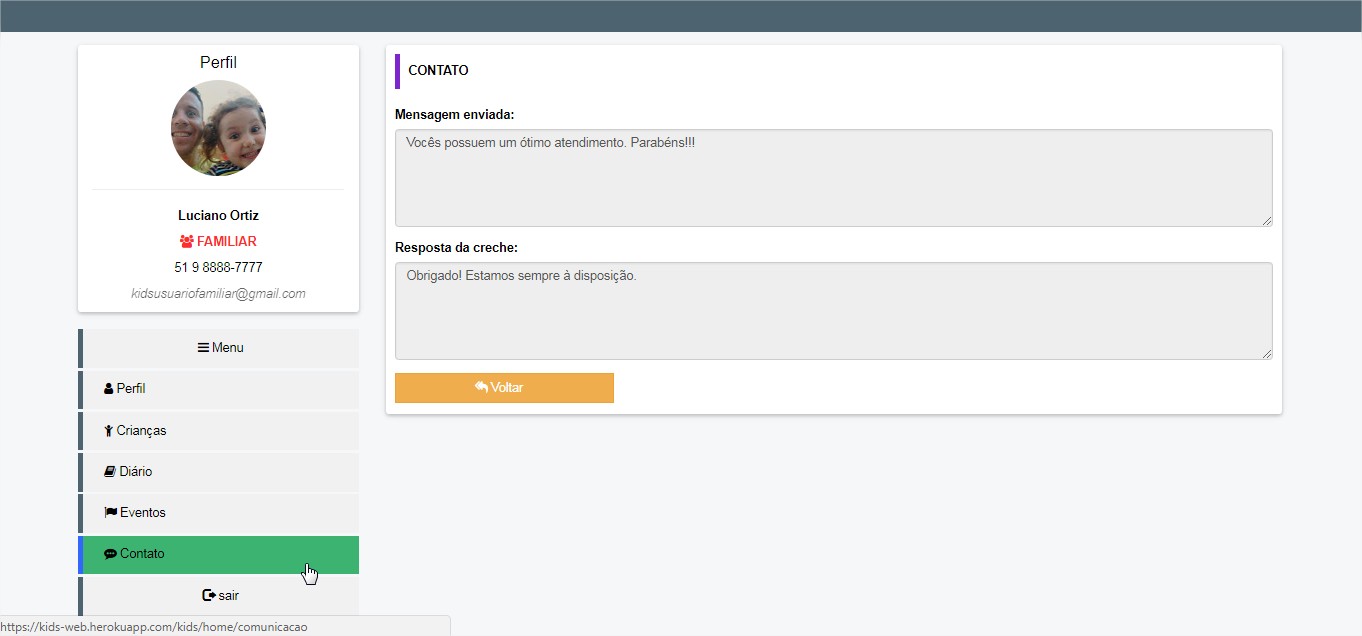 Perfil
Luciano Ortiz
FAMILIAR
51 9 8888-7777
kidsusuariofamiliar@gmail.com
Menu
Perfil
Crianças
Diário
Eventos
Contato
sair
CONTATO
Mensagem enviada:
Vocês possuem um ótimo atendimento. Parabéns!!!
Resposta da creche:
Obrigado! Estamos sempre à disposição.
Voltar
https://kids-web.herokuapp.com/kids/home/comunicacao